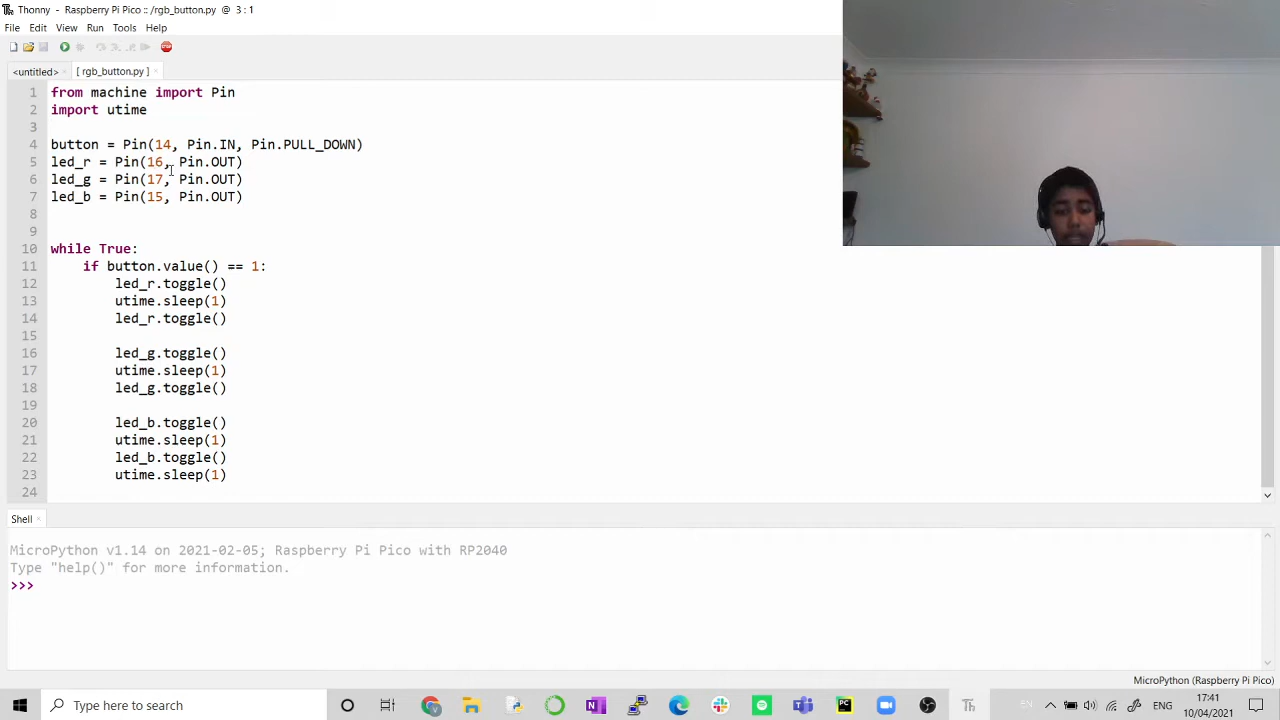 Thonny - Raspberry Pi Pico :: /rgb_button.py @ 3 : 1
File Edit View Run Tools Help
<untitled> [ rgb_button.py ]
1 from machine import Pin
2 import utime
3
4 button = Pin(14, Pin.IN, Pin.PULL_DOWN)
5 led_r = Pin(16, Pin.OUT)
6 led_g = Pin(17, Pin.OUT)
7 led_b = Pin(15, Pin.OUT)
8
9
10 while True:
11 if button.value() == 1:
12 led_r.toggle()
13 utime.sleep(1)
14 led_r.toggle()
15
16 led_g.toggle()
17 utime.sleep(1)
18 led_g.toggle()
19
20 led_b.toggle()
21 utime.sleep(1)
22 led_b.toggle()
23 utime.sleep(1)
24
Shell
MicroPython v1.14 on 2021-02-05; Raspberry Pi Pico with RP2040
Type "help()" for more information.
>>>
MicroPython (Raspberry Pi Pico)
Type here to search
EN
ENG
17:41
10/04/2021